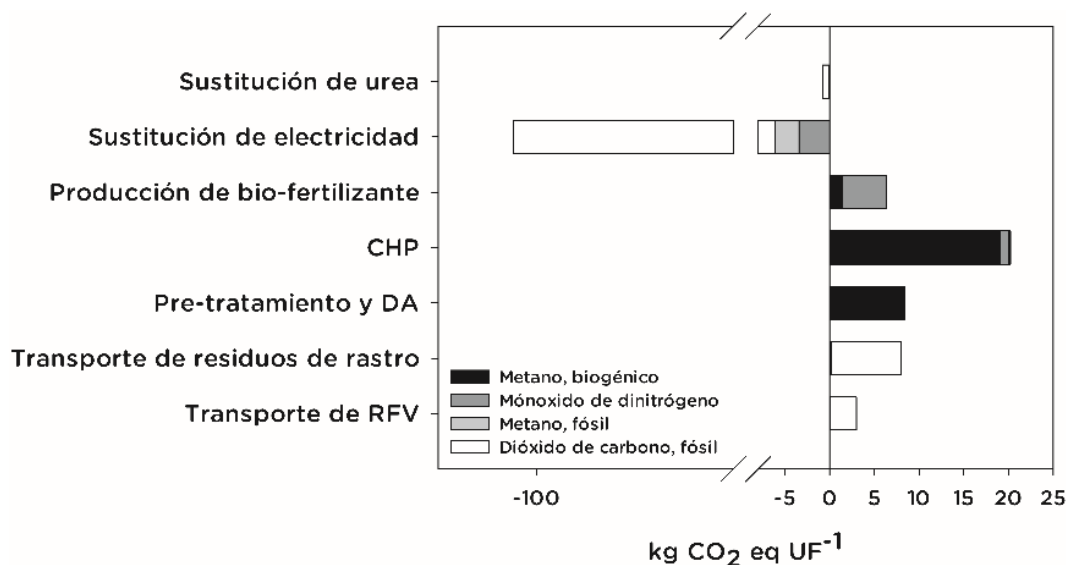 Sustitución de urea
Sustitución de electricidad
Producción de bio-fertilizante
CHP
Pre-tratamiento y DA
Transporte de residuos de rastro
Transporte de RFV
Metano, biogénico
Mónoxido de dinitrógeno
Metano, fósil
Dióxido de carbono, fósil
-100 -5 0 5 10 15 20 25
kg CO₂ eq UF⁻¹